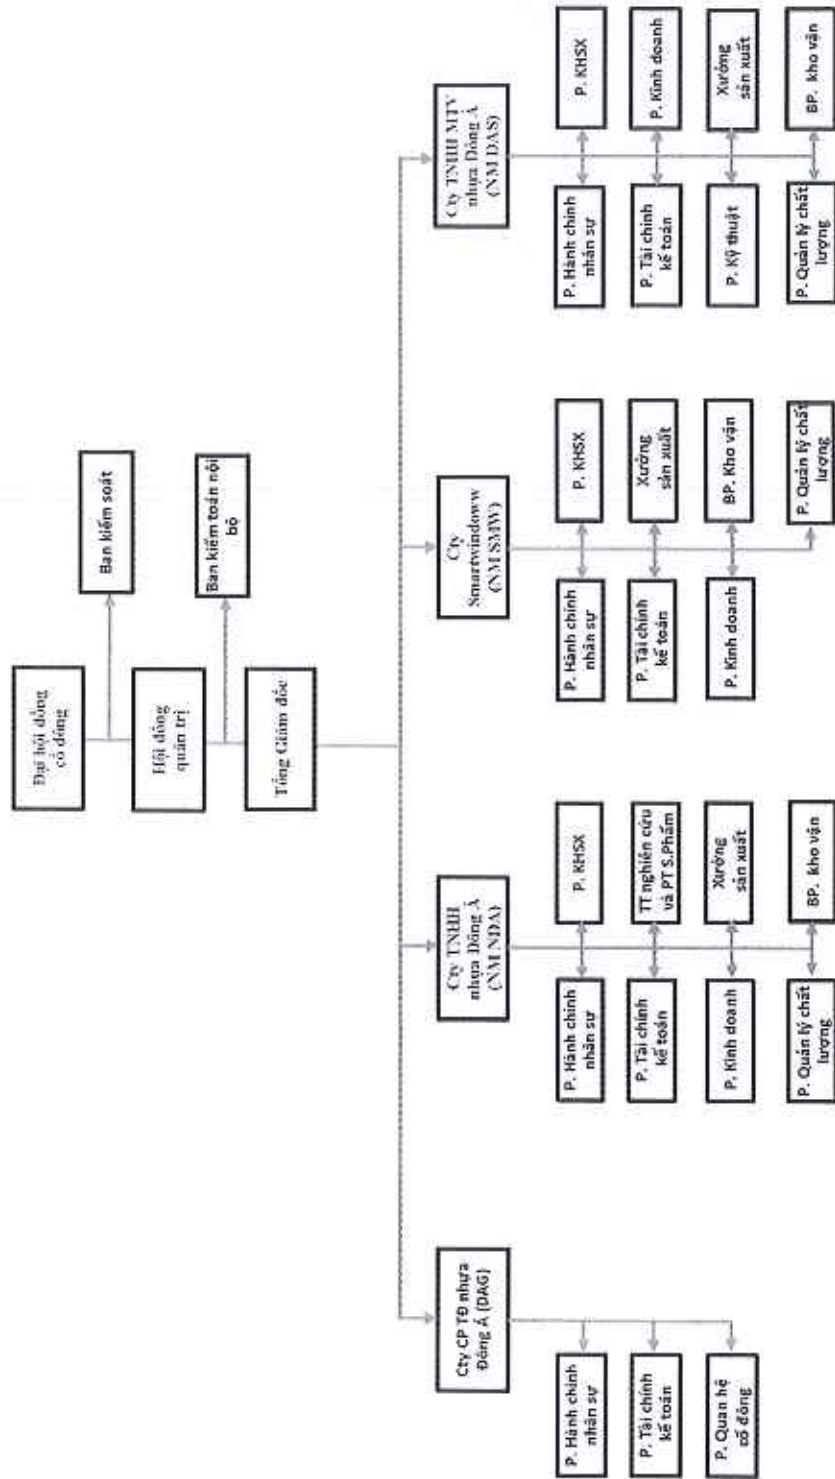 Đại hội đồng
cổ đông
Ban kiểm soát
Hội đồng
quản trị
Ban kiểm toán nội
bộ
Tổng Giám đốc
Cty CP TĐ nhựa
Đông Á (DAG)
P. Hành chính
nhân sự
P. Tài chính
kế toán
P. Quan hệ
cổ đông
Cty TNHH
nhựa Đông Á
(NM NDA)
P. Hành chính
nhân sự
P. KHSX
P. Tài chính
kế toán
TT nghiên cứu
và PT S.Phẩm
P. Kinh doanh
Xưởng
sản xuất
P. Quản lý chất
lượng
BP. kho vận
Cty
Smartwindoww
(NM SMW)
P. Hành chính
nhân sự
P. KHSX
P. Tài chính
kế toán
Xưởng
sản xuất
P. Kinh doanh
BP. Kho vận
P. Quản lý chất
lượng
Cty TNHH MTV
nhựa Đông Á
(NM DAS)
P. Hành chính
nhân sự
P. KHSX
P. Tài chính
kế toán
P. Kinh doanh
P. Kỹ thuật
Xưởng
sản xuất
P. Quản lý chất
lượng
BP. kho vận